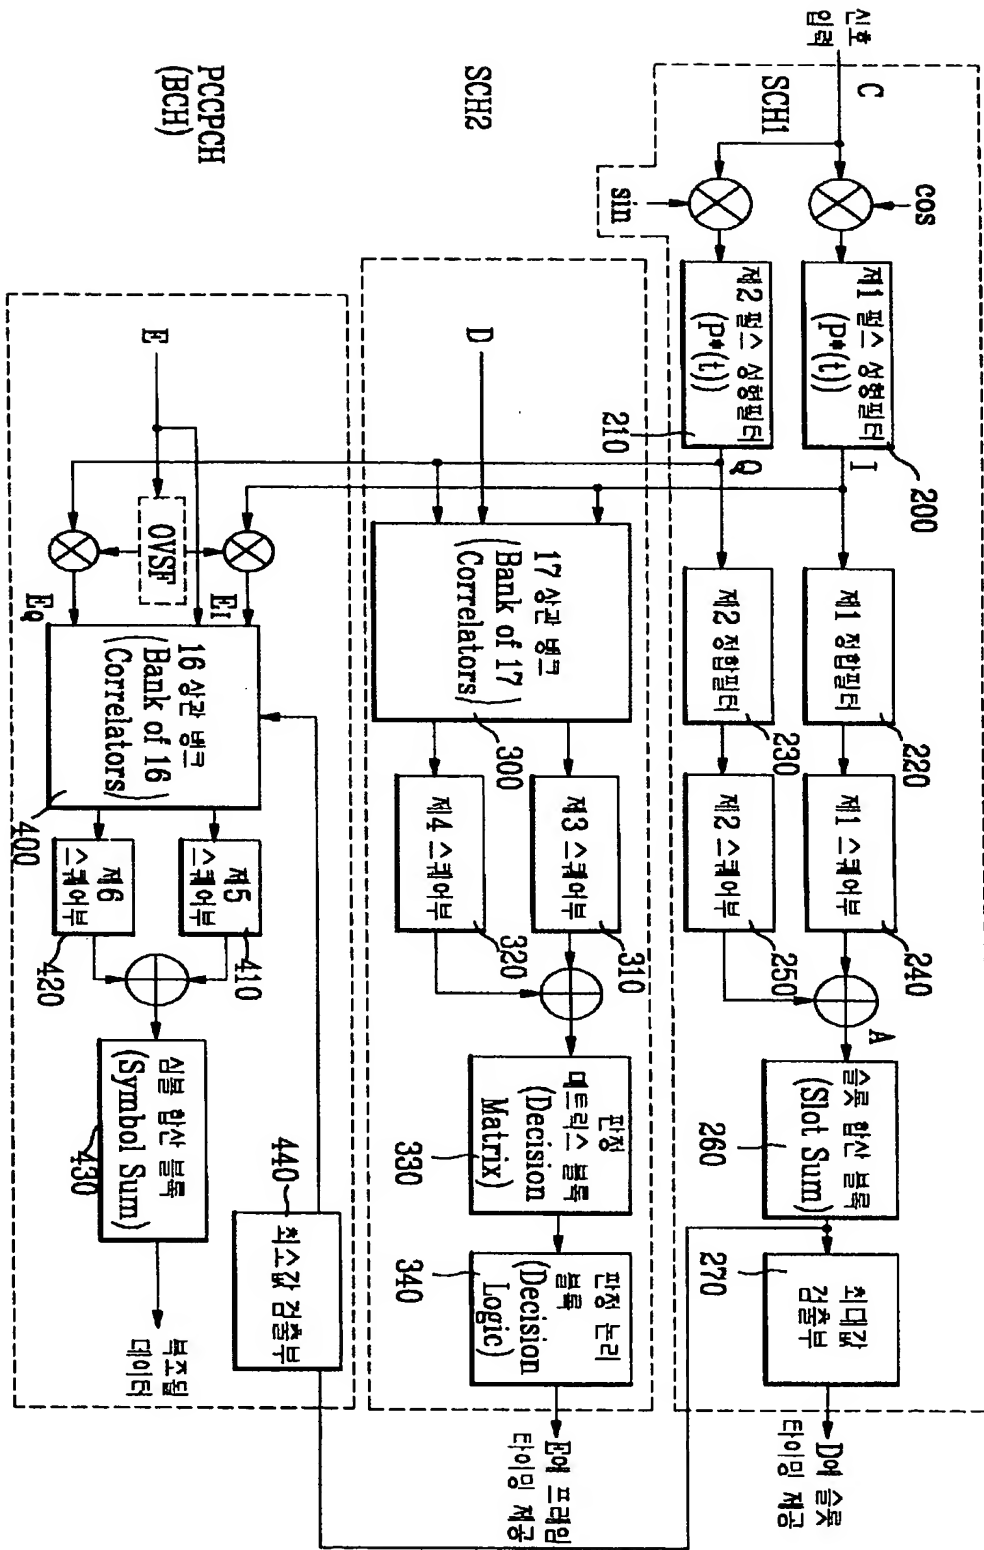 신호
입력
C
SCH1
cos
sin
제1 펄스 성형필터
(P*(t))
200
I
제2 펄스 성형필터
(P*(t))
210
Q
제1 정합필터
220
제2 정합필터
230
제1 스퀘어부
240
제2 스퀘어부
250
A
슬롯 합산 블록
(Slot Sum)
260
최대값
검출부
270
D에 슬롯
타이밍 제공
SCH2
D
17 상관 뱅크
(Bank of 17
Correlators)
300
제3 스퀘어부
310
제4 스퀘어부
320
판정
매트릭스 블록
(Decision
Matrix)
330
판정 논리
블록
(Decision
Logic)
340
E에 프레임
타이밍 제공
PCCPCH
(BCH)
E
OVSF
EI
EQ
16 상관 뱅크
(Bank of 16
Correlators)
400
제5
스퀘어부
410
제6
스퀘어부
420
심볼 합산 블록
(Symbol Sum)
430
최소값 검출부
440
복조된
데이터